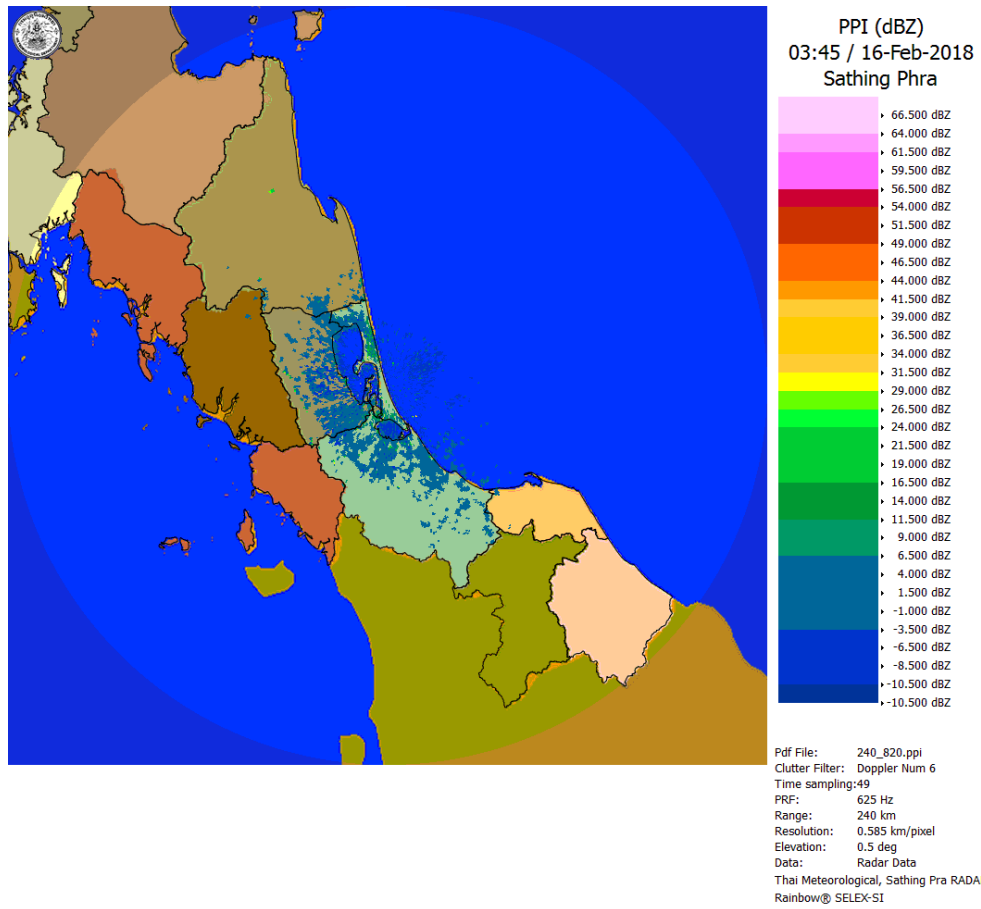 PPI (dBZ)
03:45 / 16-Feb-2018
Sathing Phra
66.500 dBZ
64.000 dBZ
61.500 dBZ
59.500 dBZ
56.500 dBZ
54.000 dBZ
51.500 dBZ
49.000 dBZ
46.500 dBZ
44.000 dBZ
41.500 dBZ
39.000 dBZ
36.500 dBZ
34.000 dBZ
31.500 dBZ
29.000 dBZ
26.500 dBZ
24.000 dBZ
21.500 dBZ
19.000 dBZ
16.500 dBZ
14.000 dBZ
11.500 dBZ
9.000 dBZ
6.500 dBZ
4.000 dBZ
1.500 dBZ
-1.000 dBZ
-3.500 dBZ
-6.500 dBZ
-8.500 dBZ
-10.500 dBZ
-10.500 dBZ
Pdf File: 240_820.ppi
Clutter Filter: Doppler Num 6
Time sampling:49
PRF: 625 Hz
Range: 240 km
Resolution: 0.585 km/pixel
Elevation: 0.5 deg
Data: Radar Data
Thai Meteorological, Sathing Pra RADA
Rainbow® SELEX-SI